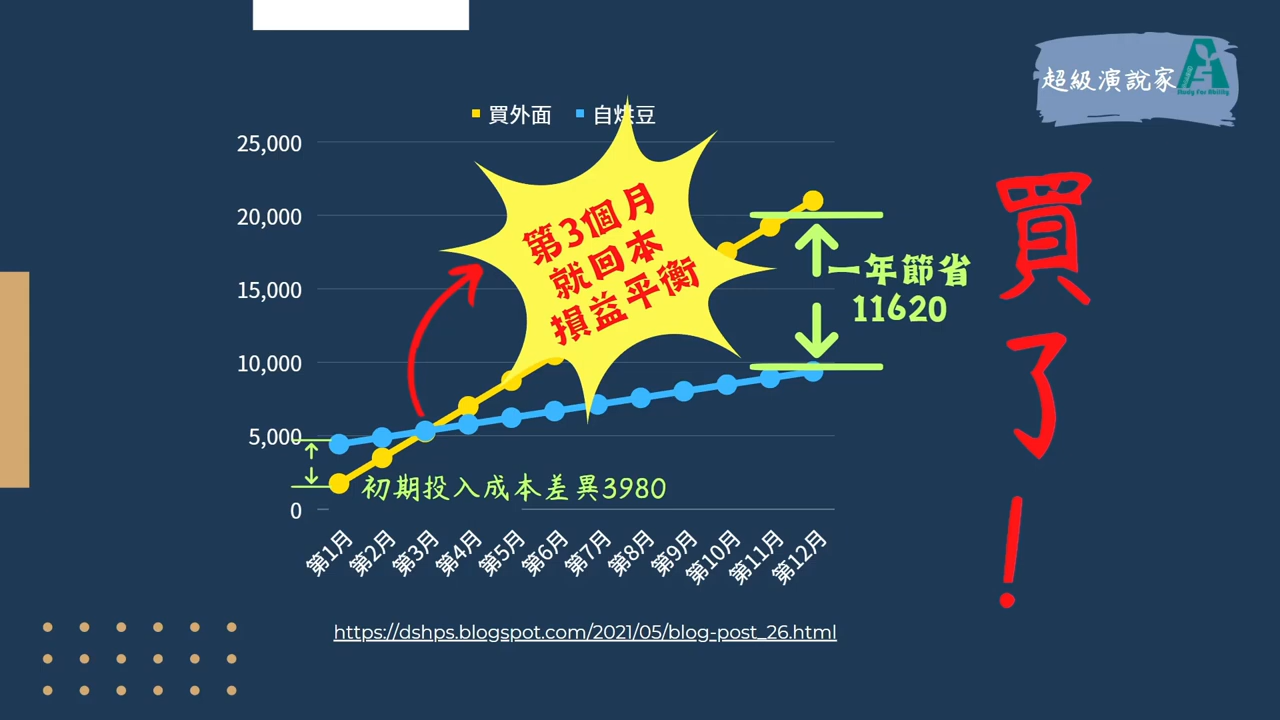 超級演說家
Study For Ability
買外面
自烘豆
25,000
20,000
15,000
10,000
5,000
0
第3個月
就回本
損益平衡
一年節省
11620
初期投入成本差異3980
第1月
第2月
第3月
第4月
第5月
第6月
第7月
第8月
第9月
第10月
第11月
第12月
買了！
https://dshps.blogspot.com/2021/05/blog-post_26.html